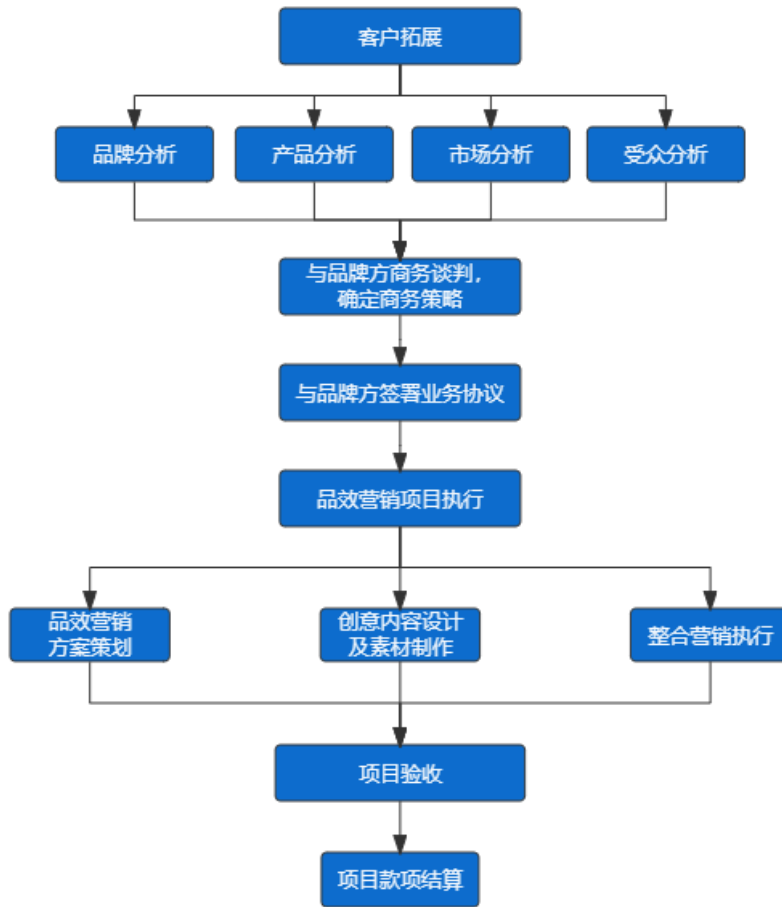 客户拓展
品牌分析
产品分析
市场分析
受众分析
与品牌方商务谈判，
确定商务策略
与品牌方签署业务协议
品效营销项目执行
品效营销
方案策划
创意内容设计
及素材制作
整合营销执行
项目验收
项目款项结算